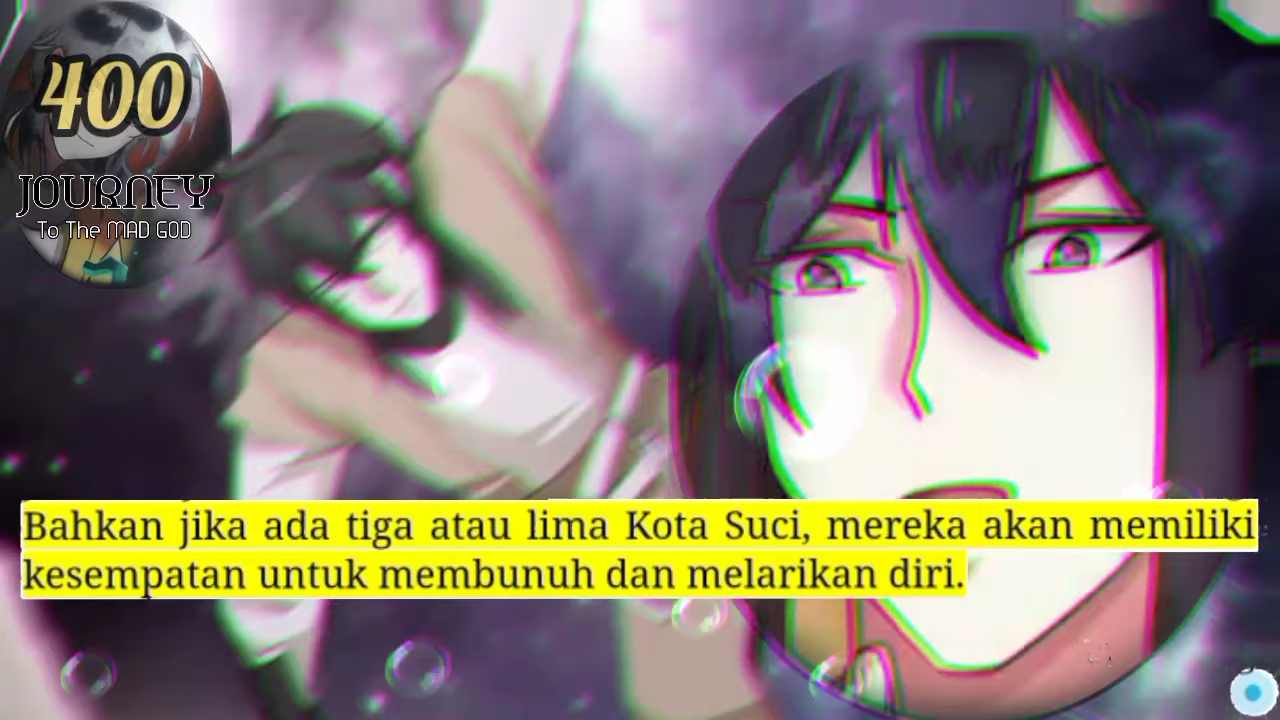 400
JOURNEY
To The MAD GOD
Bahkan jika ada tiga atau lima Kota Suci, mereka akan memiliki
kesempatan untuk membunuh dan melarikan diri.